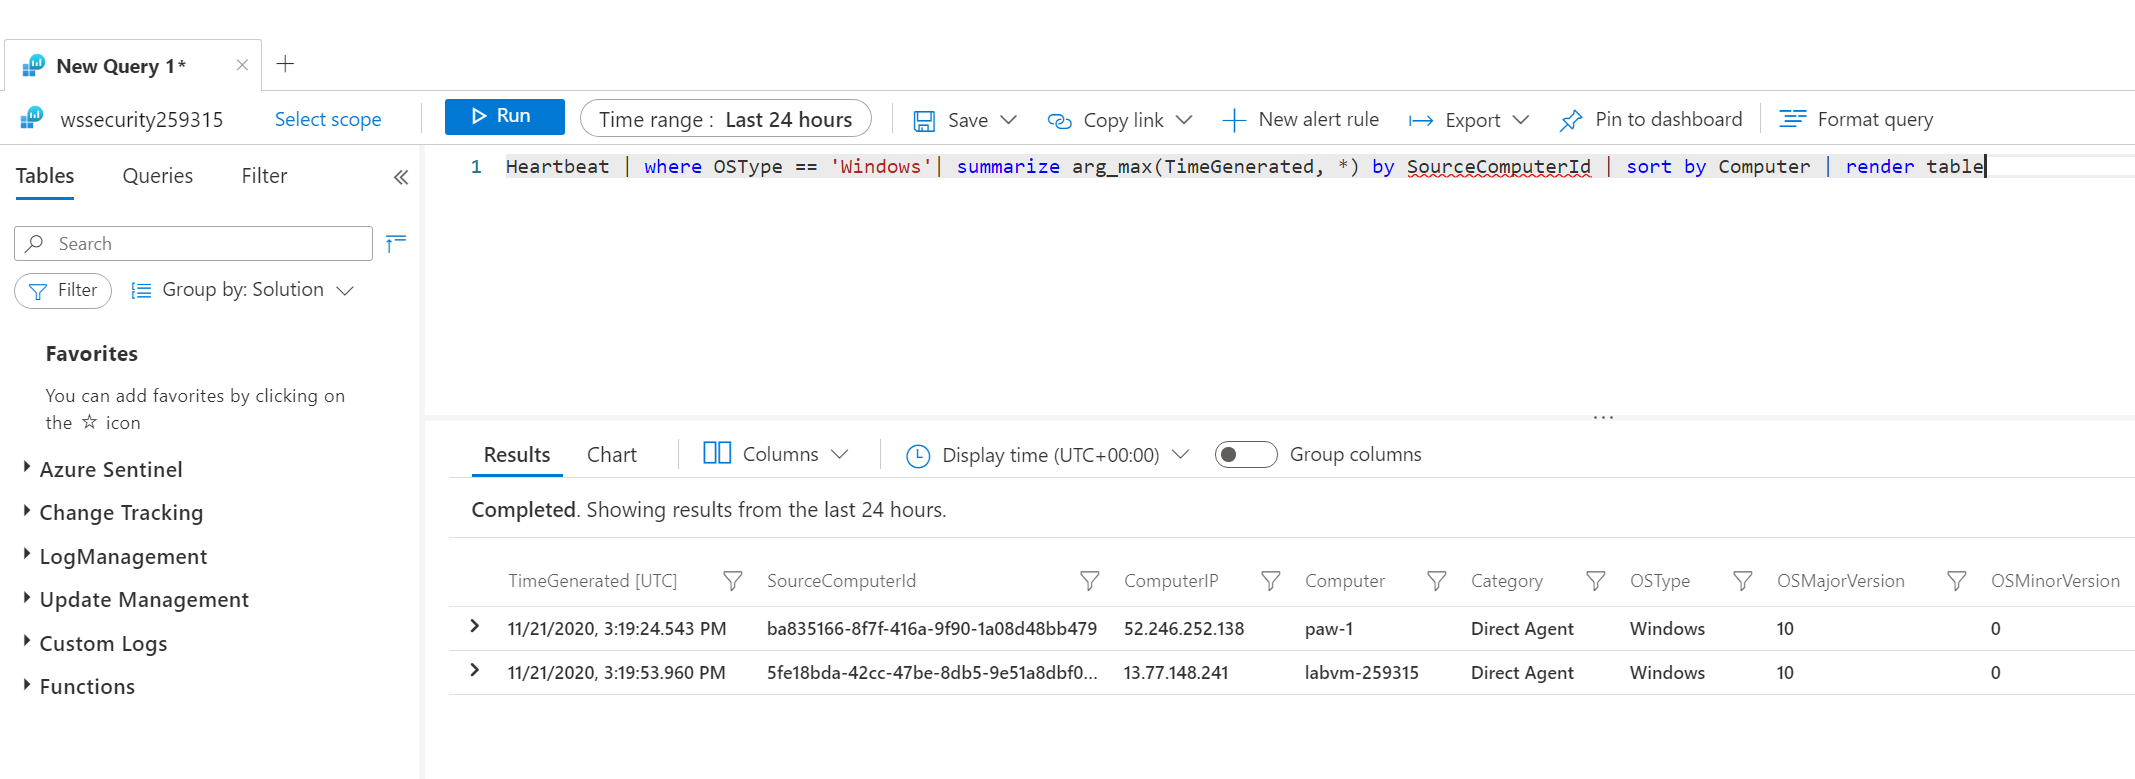 New Query 1*
wssecurity259315 Select scope Run Time range : Last 24 hours Save Copy link New alert rule Export Pin to dashboard Format query
Tables Queries Filter
1 Heartbeat | where OSType == 'Windows'| summarize arg_max(TimeGenerated, *) by SourceComputerId | sort by Computer | render table
Search
Filter Group by: Solution
Favorites
You can add favorites by clicking on
the ☆ icon
Azure Sentinel
Change Tracking
LogManagement
Update Management
Custom Logs
Functions
Results Chart Columns Display time (UTC+00:00) Group columns
Completed. Showing results from the last 24 hours.
TimeGenerated [UTC] SourceComputerId ComputerIP Computer Category OSType OSMajorVersion OSMinorVersion
11/21/2020, 3:19:24.543 PM ba835166-8f7f-416a-9f90-1a08d48bb479 52.246.252.138 paw-1 Direct Agent Windows 10 0
11/21/2020, 3:19:53.960 PM 5fe18bda-42cc-47be-8db5-9e51a8dbf0... 13.77.148.241 labvm-259315 Direct Agent Windows 10 0